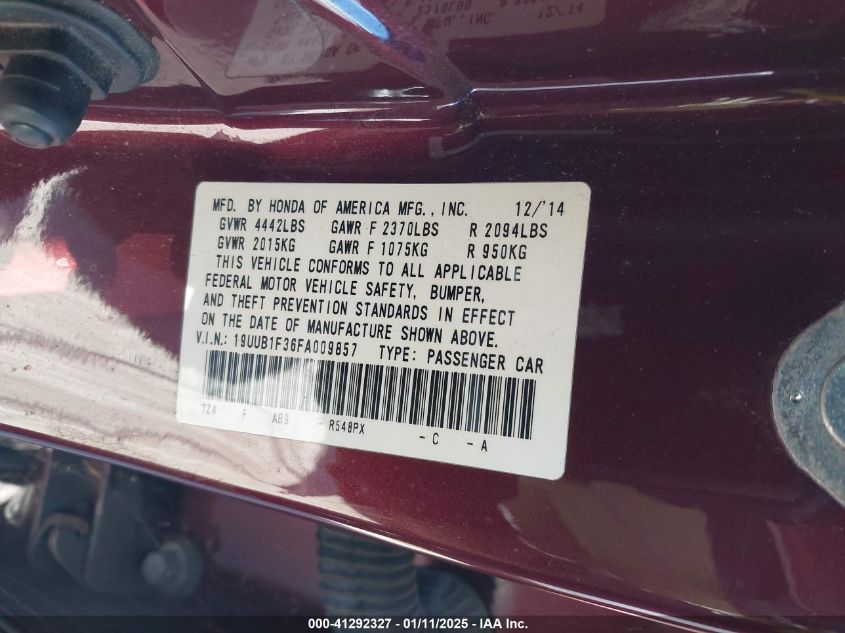 MFD. BY HONDA OF AMERICA MFG., INC. 12/'14
GVWR 4442LBS GAWR F 2370LBS R 2094LBS
GVWR 2015KG GAWR F 1075KG R 950KG
THIS VEHICLE CONFORMS TO ALL APPLICABLE
FEDERAL MOTOR VEHICLE SAFETY, BUMPER,
AND THEFT PREVENTION STANDARDS IN EFFECT
ON THE DATE OF MANUFACTURE SHOWN ABOVE.
V.I.N.: 19UUB1F36FA009857 TYPE: PASSENGER CAR
TZ4 F AB9 - R548PX - C - A
000-41292327 - 01/11/2025 - IAA Inc.